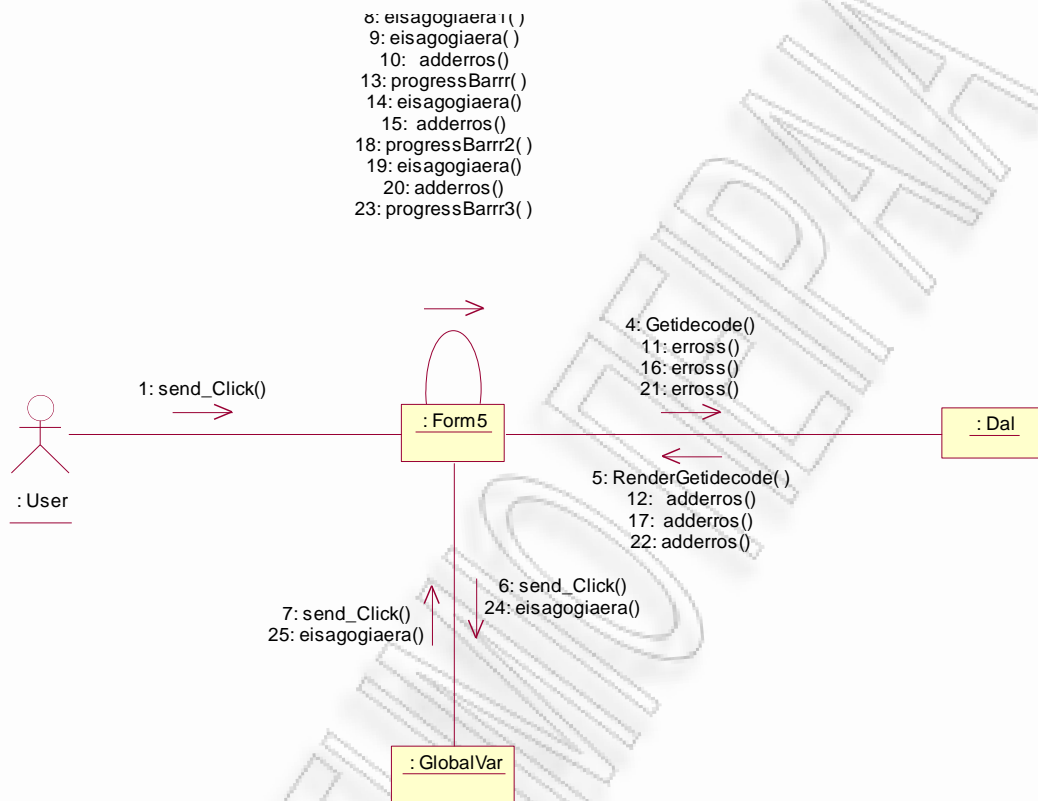 8: eisagogiaera1( )
9: eisagogiaera( )
10: adderros()
13: progressBarrr( )
14: eisagogiaera()
15: adderros()
18: progressBarrr2( )
19: eisagogiaera()
20: adderros()
23: progressBarrr3( )
4: Getidecode()
11: erross()
16: erross()
21: erross()
1: send_Click()
: Form5
: Dal
: User
5: RenderGetidecode( )
12: adderros()
17: adderros()
22: adderros()
6: send_Click()
24: eisagogiaera()
7: send_Click()
25: eisagogiaera()
: GlobalVar